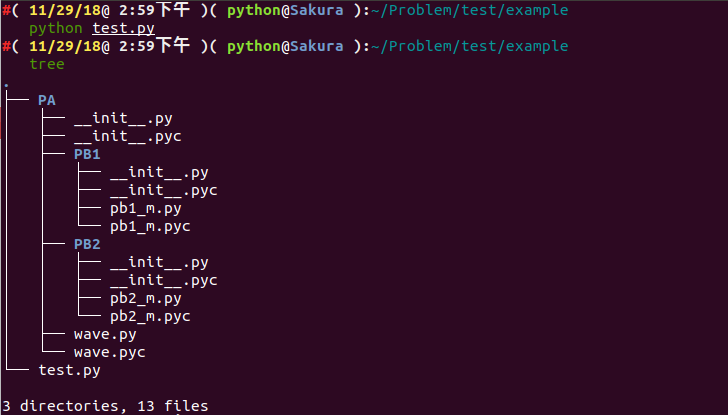 #( 11/29/18@ 2:59下午 )( python@Sakura ):~/Problem/test/example
python test.py
#( 11/29/18@ 2:59下午 )( python@Sakura ):~/Problem/test/example
tree
.
├── PA
│   ├── __init__.py
│   ├── __init__.pyc
│   ├── PB1
│   │   ├── __init__.py
│   │   ├── __init__.pyc
│   │   ├── pb1_m.py
│   │   └── pb1_m.pyc
│   ├── PB2
│   │   ├── __init__.py
│   │   ├── __init__.pyc
│   │   ├── pb2_m.py
│   │   └── pb2_m.pyc
│   ├── wave.py
│   └── wave.pyc
└── test.py
3 directories, 13 files